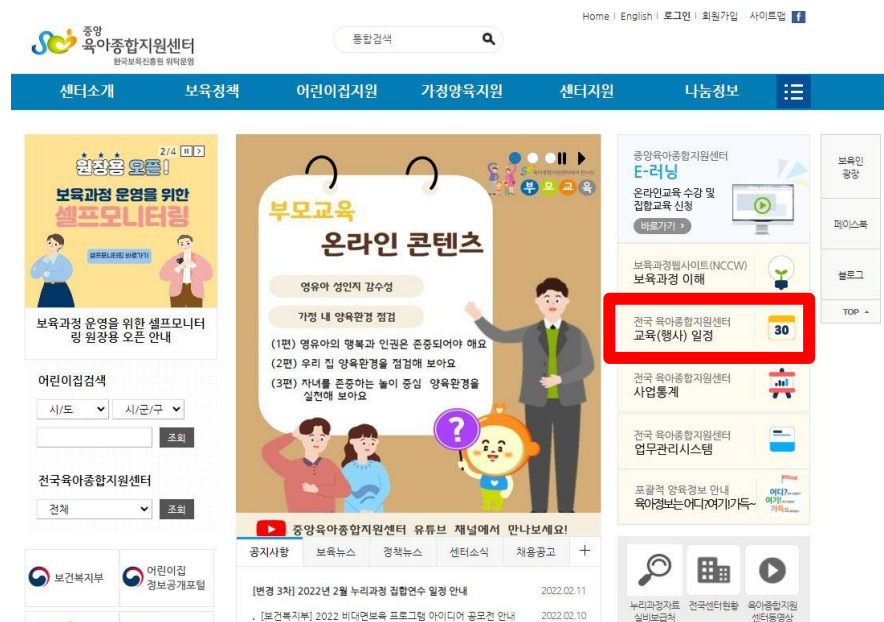 Home | English | 로그인 | 회원가입 사이트맵 f
중앙
육아종합지원센터
한국보육진흥원 위탁운영
통합검색
센터소개 보육정책 어린이집지원 가정양육지원 센터지원 나눔정보
2/4
원장용 오픈!
보육과정 운영을 위한
셀프모니터링
셀프모니터링 바로가기
보육과정 운영을 위한 셀프모니터
링 원장용 오픈 안내
어린이집검색
시/도 시/군/구
조회
전국육아종합지원센터
전체 조회
보건복지부 어린이집
정보공개포털
부모교육
부모교육
온라인 콘텐츠
영유아 성인지 감수성
가정 내 양육환경 점검
(1편) 영유아의 행복과 인권은 존중되어야 해요
(2편) 우리 집 양육환경을 점검해 보아요
(3편) 자녀를 존중하는 놀이 중심 양육환경을
실천해 보아요
?
중앙육아종합지원센터 유튜브 채널에서 만나보세요!
공지사항 보육뉴스 정책뉴스 센터소식 채용공고 +
[변경 3차] 2022년 2월 누리과정 집합연수 일정 안내 2022.02.11
. [보건복지부] 2022 비대면보육 프로그램 아이디어 공모전 안내 2022.02.10
중앙육아종합지원센터
E-러닝
온라인교육 수강 및
집합교육 신청
바로가기 >
보육과정웹사이트(NCCW)
보육과정 이해
전국 육아종합지원센터
교육(행사) 일정
30
전국 육아종합지원센터
사업통계
전국 육아종합지원센터
업무관리시스템
포괄적 양육정보 안내
육아정보는어디?여기!가득~
어디?
여기!
가득
누리과정자료
실비보급처
전국센터현황
육아종합지원
센터동영상
보육인
광장
페이스북
블로그
TOP